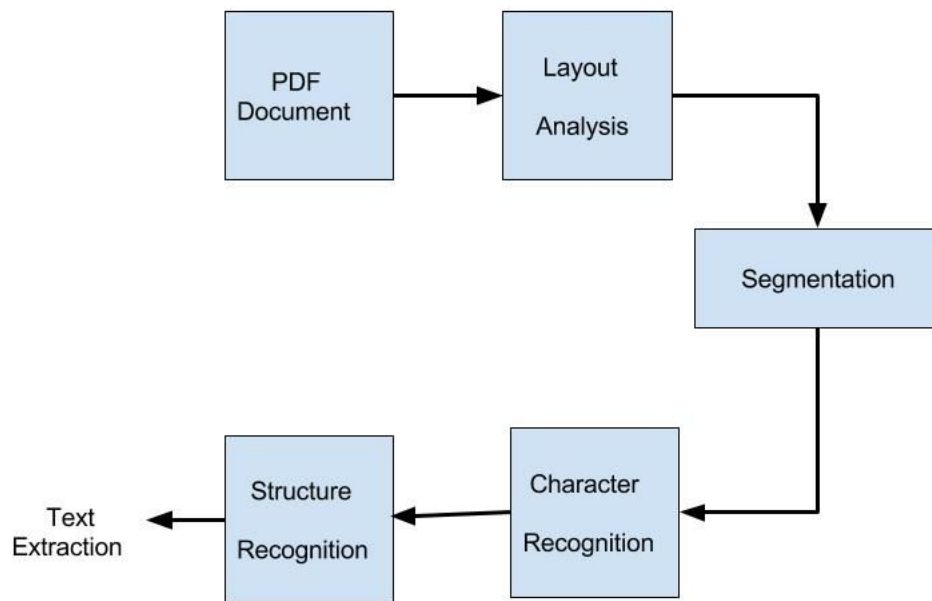 PDF
Document
Layout
Analysis
Segmentation
Character
Recognition
Structure
Recognition
Text
Extraction